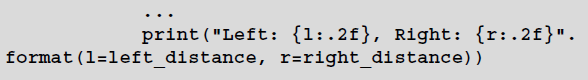 ...
print("Left: {l:.2f}, Right: {r:.2f}".
format(l=left_distance, r=right_distance))